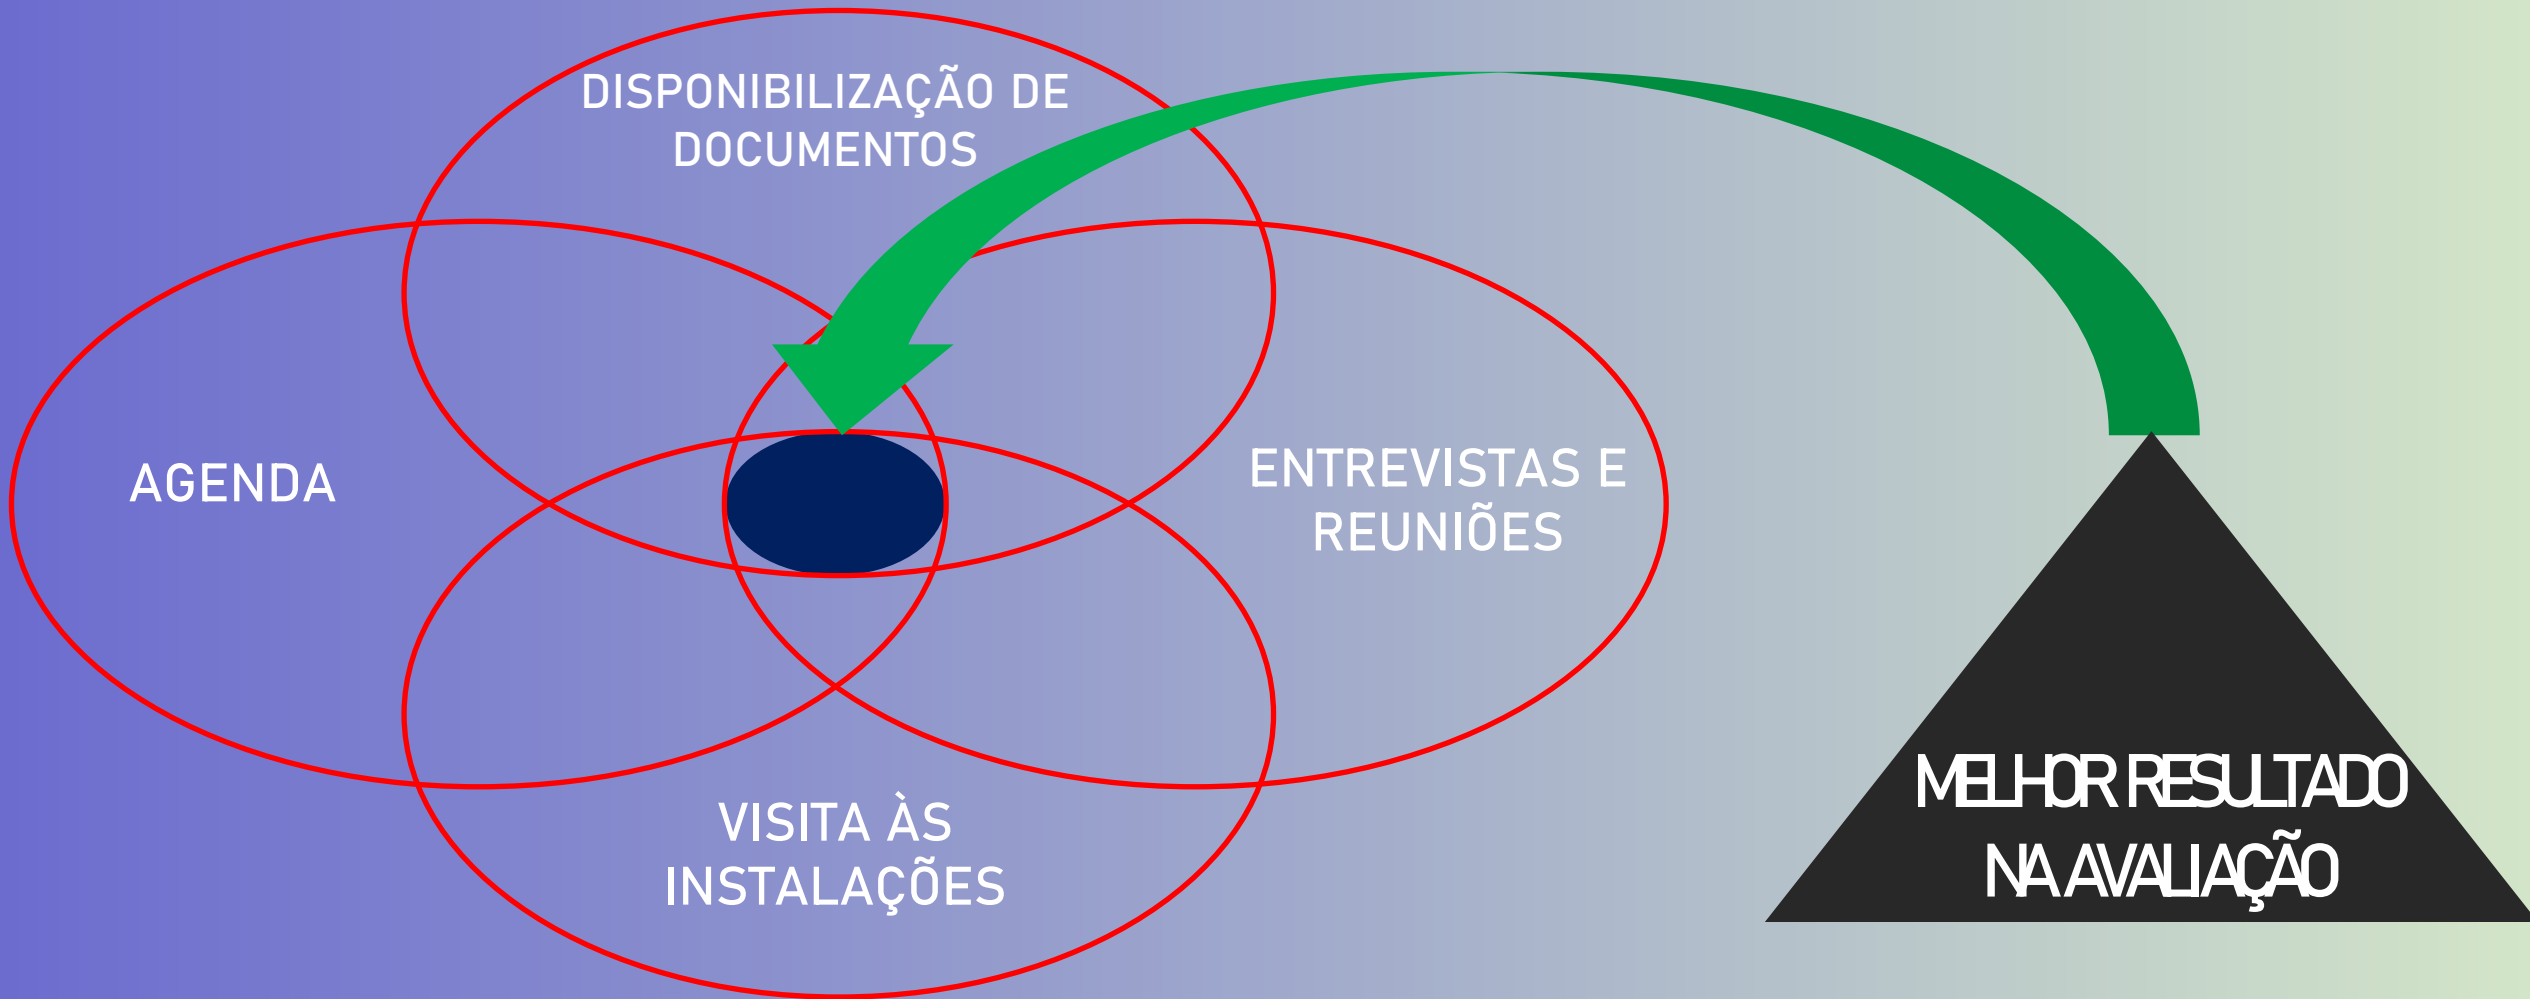 DISPONIBILIZAÇÃO DE
DOCUMENTOS
AGENDA
ENTREVISTAS E
REUNIÕES
VISITA ÀS
INSTALAÇÕES
MELHOR RESULTADO
NA AVALIAÇÃO